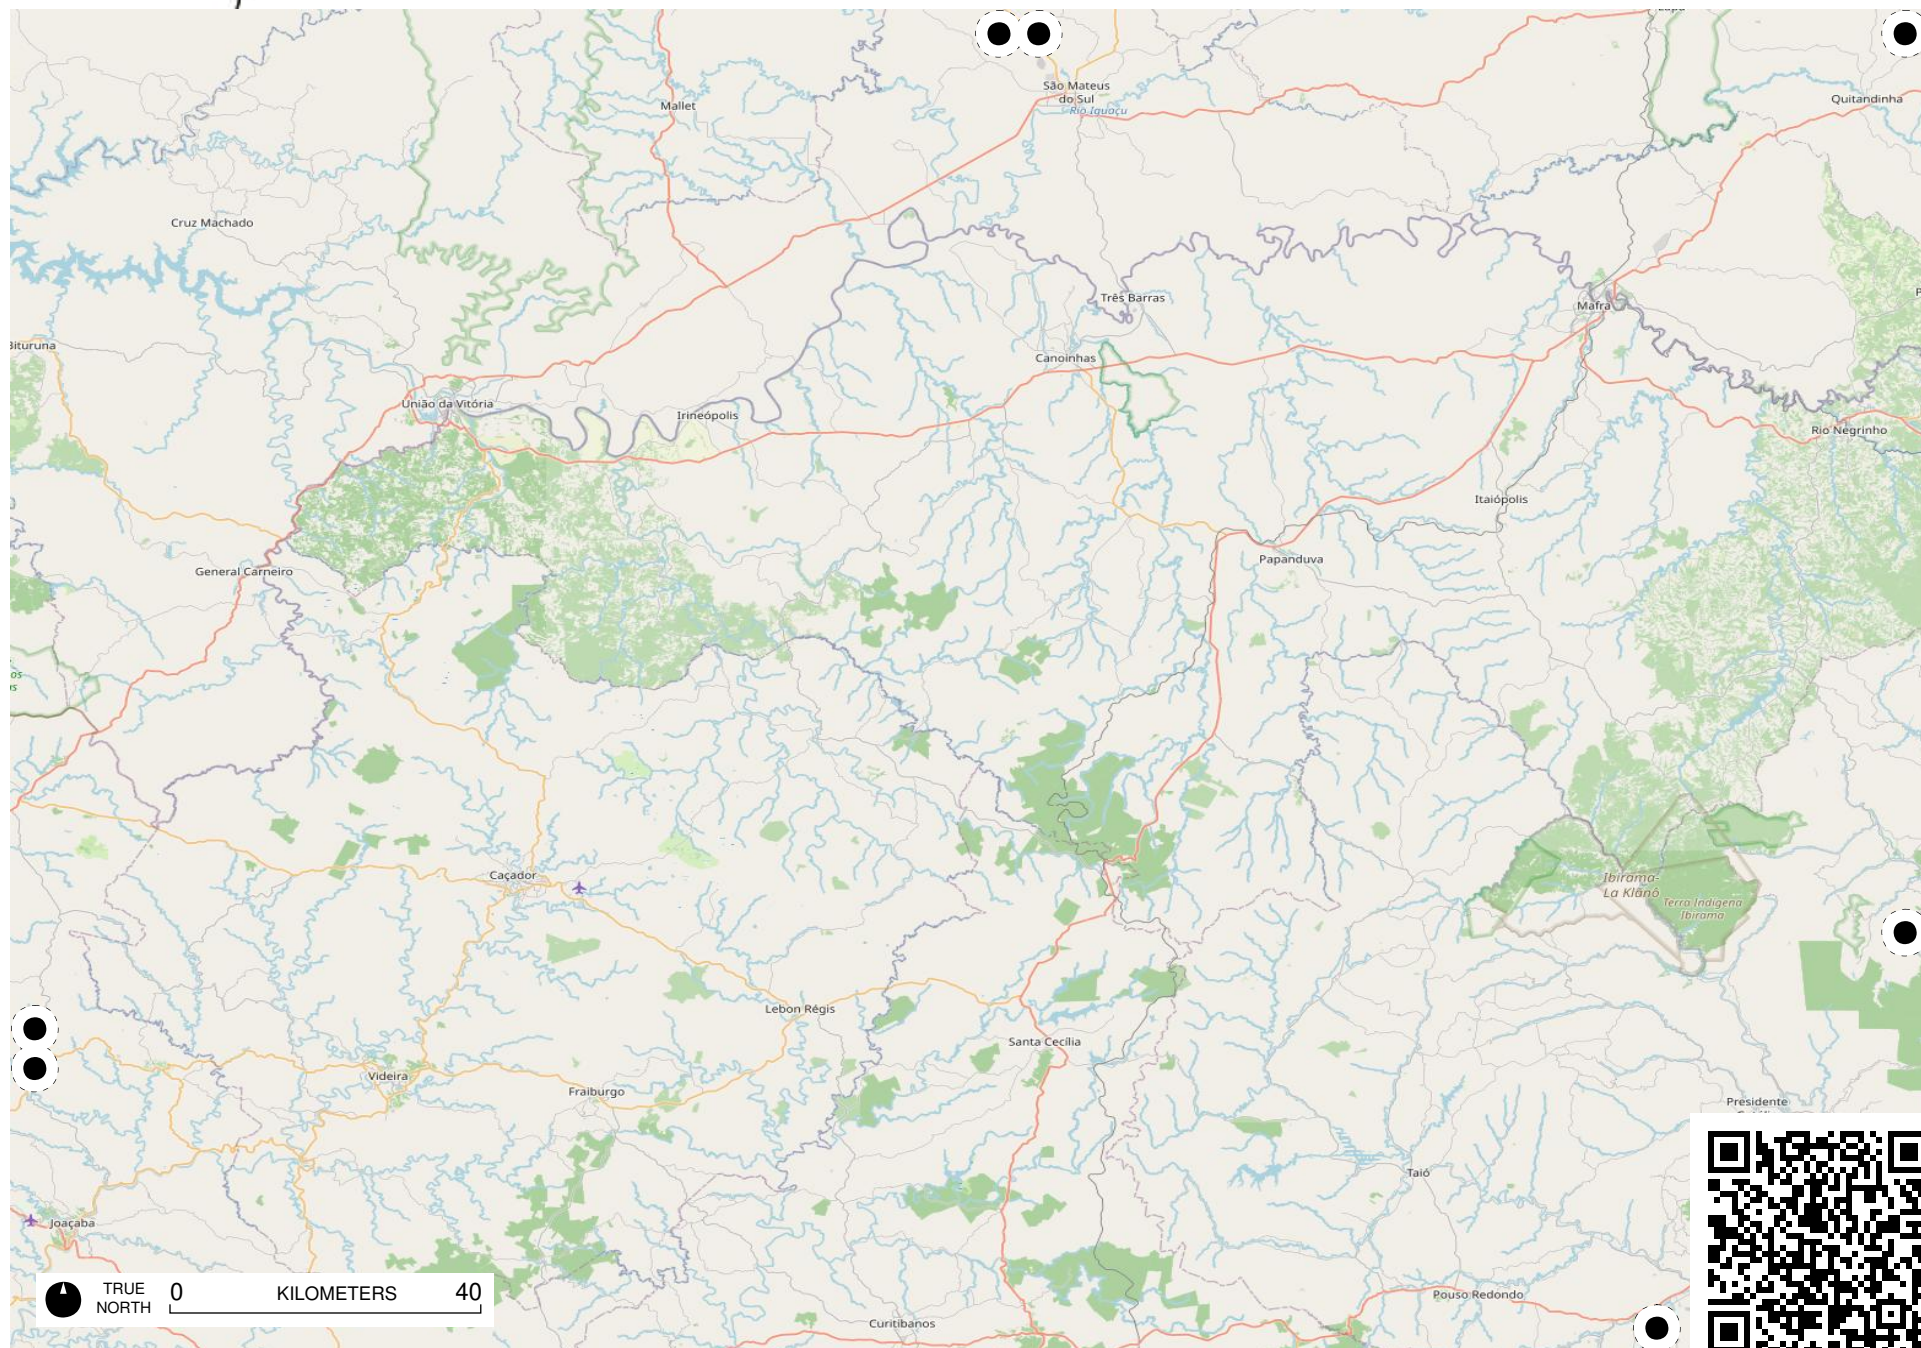 São Mateus
do Sul
Rio Iguaçu
Mallet
Quitandinha
Cruz Machado
Três Barras
Mafra
Bituruna
Canoinhas
União da Vitória
Irineópolis
Rio Negrinho
Itaiópolis
Papanduva
General Carneiro
Caçador
Ibirama-
La Klãnõ
Terra Indígena
Ibirama
Lebon Régis
Santa Cecília
Videira
Fraiburgo
Presidente
Taió
Joaçaba
Pouso Redondo
Curitibanos
TRUE
NORTH
0 KILOMETERS 40